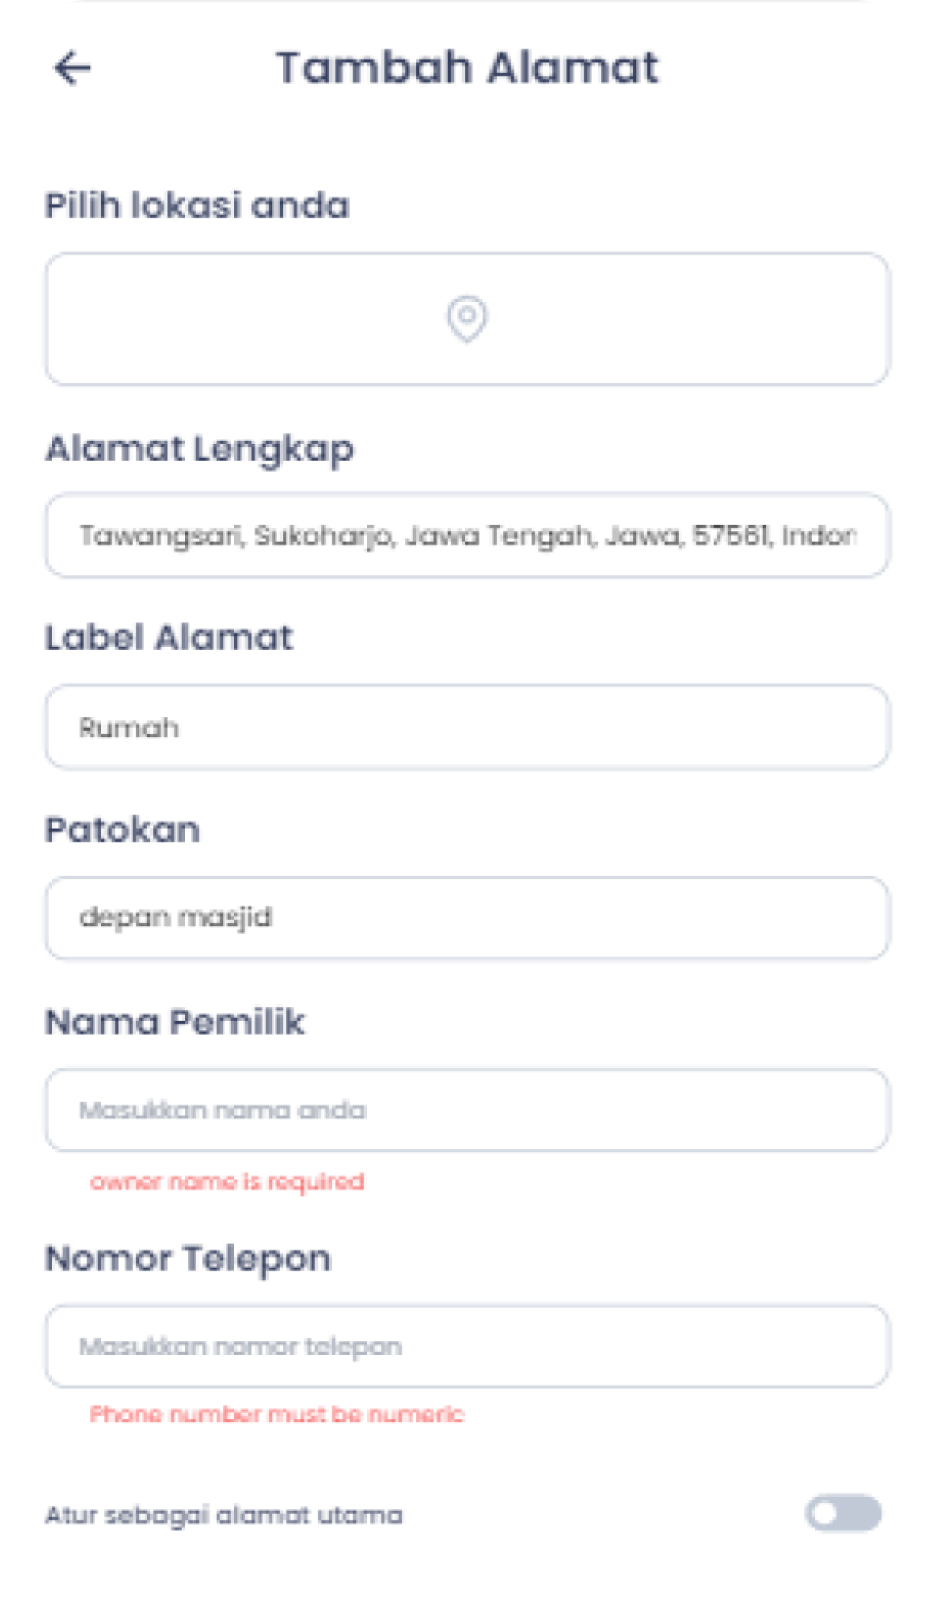 Tambah Alamat
Pilih lokasi anda
Alamat Lengkap
Tawangsari, Sukoharjo, Jawa Tengah, Jawa, 57561, Indon
Label Alamat
Rumah
Patokan
depan masjid
Nama Pemilik
Masukkan nama anda
owner name is required
Nomor Telepon
Masukkan nomor telepon
Phone number must be numeric
Atur sebagai alamat utama